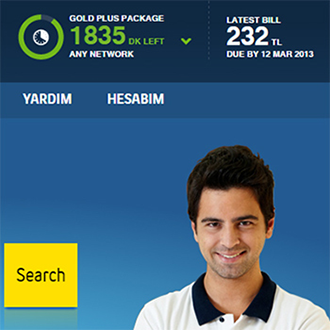 GOLD PLUS PACKAGE
1835 DK LEFT
ANY NETWORK
LATEST BILL
232 TL
DUE BY 12 MAR 2013
YARDIM HESABIM
Search